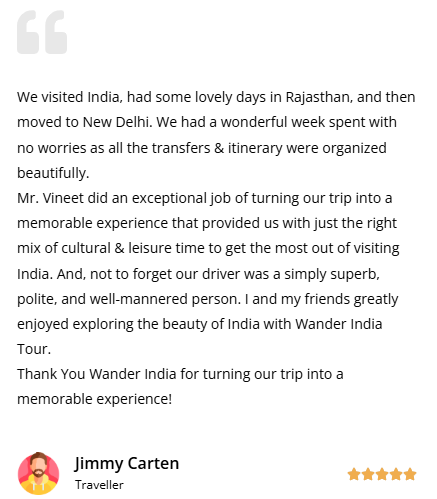 We visited India, had some lovely days in Rajasthan, and then
moved to New Delhi. We had a wonderful week spent with
no worries as all the transfers & itinerary were organized
beautifully.
Mr. Vineet did an exceptional job of turning our trip into a
memorable experience that provided us with just the right
mix of cultural & leisure time to get the most out of visiting
India. And, not to forget our driver was a simply superb,
polite, and well-mannered person. I and my friends greatly
enjoyed exploring the beauty of India with Wander India
Tour.
Thank You Wander India for turning our trip into a
memorable experience!
Jimmy Carten
Traveller